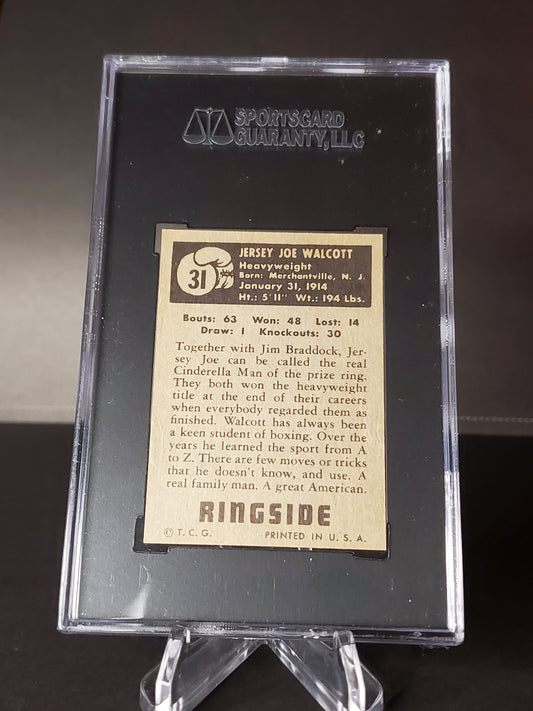 SPORTSCARD
GUARANTY, LLC
31
JERSEY JOE WALCOTT
Heavyweight
Born: Merchantville, N. J.
January 31, 1914
Ht.: 5'11" Wt.: 194 Lbs.
Bouts: 63 Won: 48 Lost: 14
Draw: 1 Knockouts: 30
Together with Jim Braddock, Jer-
sey Joe can be called the real
Cinderella Man of the prize ring.
They both won the heavyweight
title at the end of their careers
when everybody regarded them as
finished. Walcott has always been
a keen student of boxing. Over the
years he learned the sport from A
to Z. There are few moves or tricks
that he doesn't know, and use. A
real family man. A great American.
RINGSIDE
© T. C. G. PRINTED IN U. S. A.